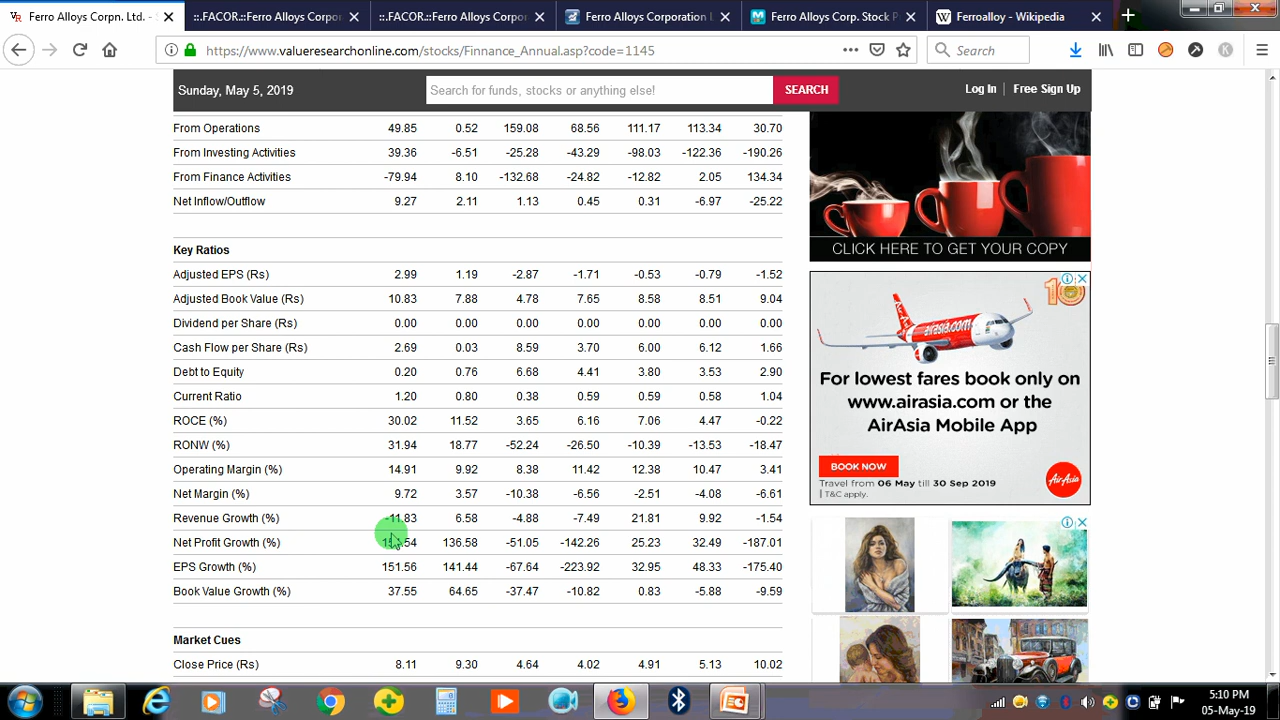 Ferro Alloys Corpn. Ltd. -
::.FACOR.::Ferro Alloys Corpor
::.FACOR.::Ferro Alloys Corpor
Ferro Alloys Corporation L
Ferro Alloys Corp. Stock P
Ferroalloy - Wikipedia
https://www.valueresearchonline.com/stocks/Finnance_Annual.asp?code=1145
Search
Sunday, May 5, 2019
Search for funds, stocks or anything else!
SEARCH
Log In | Free Sign Up
From Operations 49.85 0.52 159.08 68.56 111.17 113.34 30.70
From Investing Activities 39.36 -6.51 -25.28 -43.29 -98.03 -122.36 -190.26
From Finance Activities -79.94 8.10 -132.68 -24.82 -12.82 2.05 134.34
Net Inflow/Outflow 9.27 2.11 1.13 0.45 0.31 -6.97 -25.22
Key Ratios
Adjusted EPS (Rs) 2.99 1.19 -2.87 -1.71 -0.53 -0.79 -1.52
Adjusted Book Value (Rs) 10.83 7.88 4.78 7.65 8.58 8.51 9.04
Dividend per Share (Rs) 0.00 0.00 0.00 0.00 0.00 0.00 0.00
Cash Flow per Share (Rs) 2.69 0.03 8.59 3.70 6.00 6.12 1.66
Debt to Equity 0.20 0.76 6.68 4.41 3.80 3.53 2.90
Current Ratio 1.20 0.80 0.38 0.59 0.59 0.58 1.04
ROCE (%) 30.02 11.52 3.65 6.16 7.06 4.47 -0.22
RONW (%) 31.94 18.77 -52.24 -26.50 -10.39 -13.53 -18.47
Operating Margin (%) 14.91 9.92 8.38 11.42 12.38 10.47 3.41
Net Margin (%) 9.72 3.57 -10.38 -6.56 -2.51 -4.08 -6.61
Revenue Growth (%) -11.83 6.58 -4.88 -7.49 21.81 9.92 -1.54
Net Profit Growth (%) 136.58 -51.05 -142.26 25.23 32.49 -187.01
EPS Growth (%) 151.56 141.44 -67.64 -223.92 32.95 48.33 -175.40
Book Value Growth (%) 37.55 64.65 -37.47 -10.82 0.83 -5.88 -9.59
Market Cues
Close Price (Rs) 8.11 9.30 4.64 4.02 4.91 5.13 10.02
CLICK HERE TO GET YOUR COPY
airasia.com
AirAsia
For lowest fares book only on
www.airasia.com or the
AirAsia Mobile App
BOOK NOW
Travel from 06 May till 30 Sep 2019
T&C apply.
AirAsia
5:10 PM
05-May-19